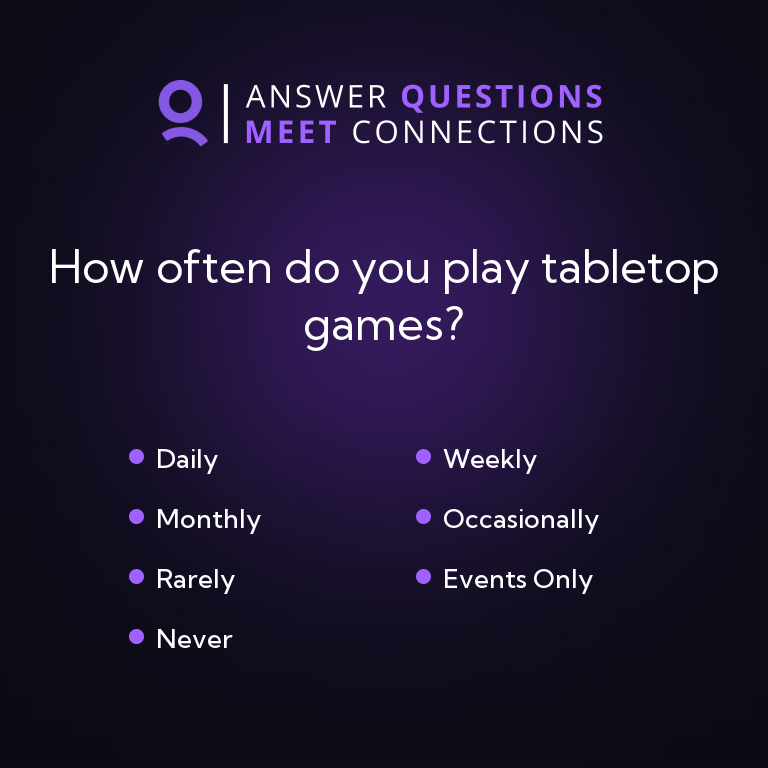 ANSWER QUESTIONS
MEET CONNECTIONS
How often do you play tabletop
games?
Daily
Weekly
Monthly
Occasionally
Rarely
Events Only
Never